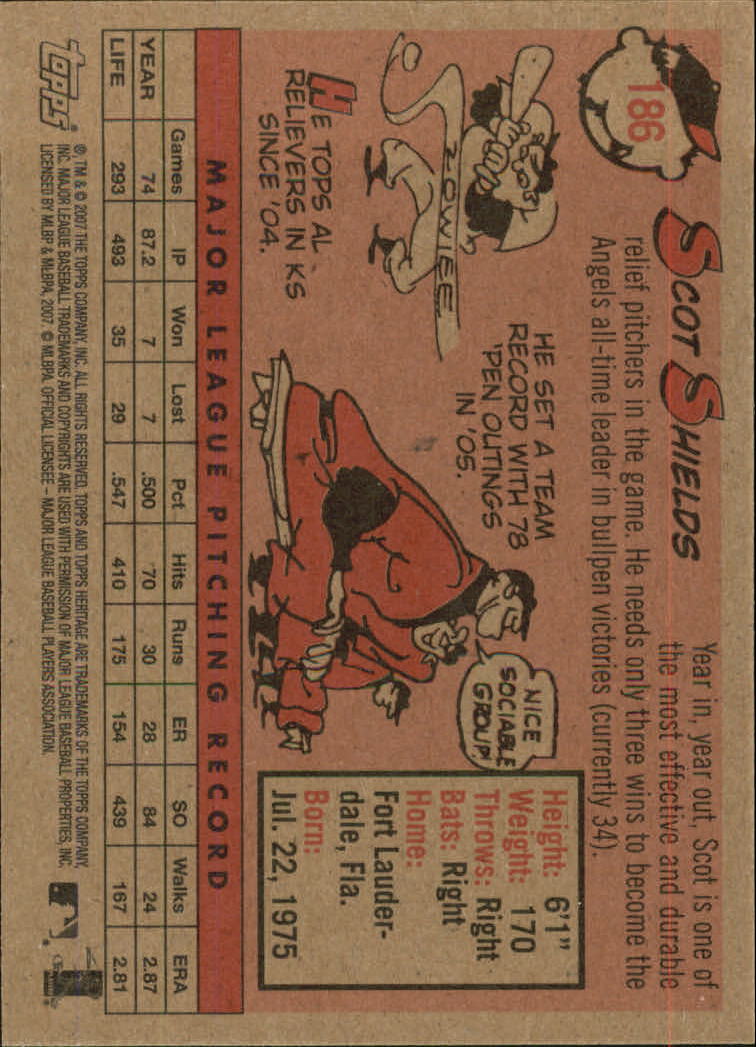 186
SCOT SHIELDS
Year in, year out, Scot is one of
the most effective and durable
relief pitchers in the game. He needs only three wins to become the
Angels all-time leader in bullpen victories (currently 34).
ZOWIEE
HE TOPS AL
RELIEVERS IN KS
SINCE '04.
HE SET A TEAM
RECORD WITH 78
'PEN OUTINGS
IN '05.
NICE
SOCIABLE
GROUP!
Height: 6'1"
Weight: 170
Throws: Right
Bats: Right
Home:
Fort Lauder-
dale, Fla.
Born:
Jul. 22, 1975
MAJOR LEAGUE PITCHING RECORD
Games IP Won Lost Pct Hits Runs ER SO Walks ERA
YEAR 74 87.2 7 7 .500 70 30 28 84 24 2.87
LIFE 293 493 35 29 .547 410 175 154 439 167 2.81
topps®
®, TM & © 2007 THE TOPPS COMPANY, INC. ALL RIGHTS RESERVED. TOPPS AND TOPPS HERITAGE ARE TRADEMARKS OF THE TOPPS COMPANY,
INC. MAJOR LEAGUE BASEBALL TRADEMARKS AND COPYRIGHTS ARE USED WITH PERMISSION OF MAJOR LEAGUE BASEBALL PROPERTIES, INC.
LICENSED BY MLBP & MLBPA, 2007. © MLBPA. OFFICIAL LICENSEE – MAJOR LEAGUE BASEBALL PLAYERS ASSOCIATION.